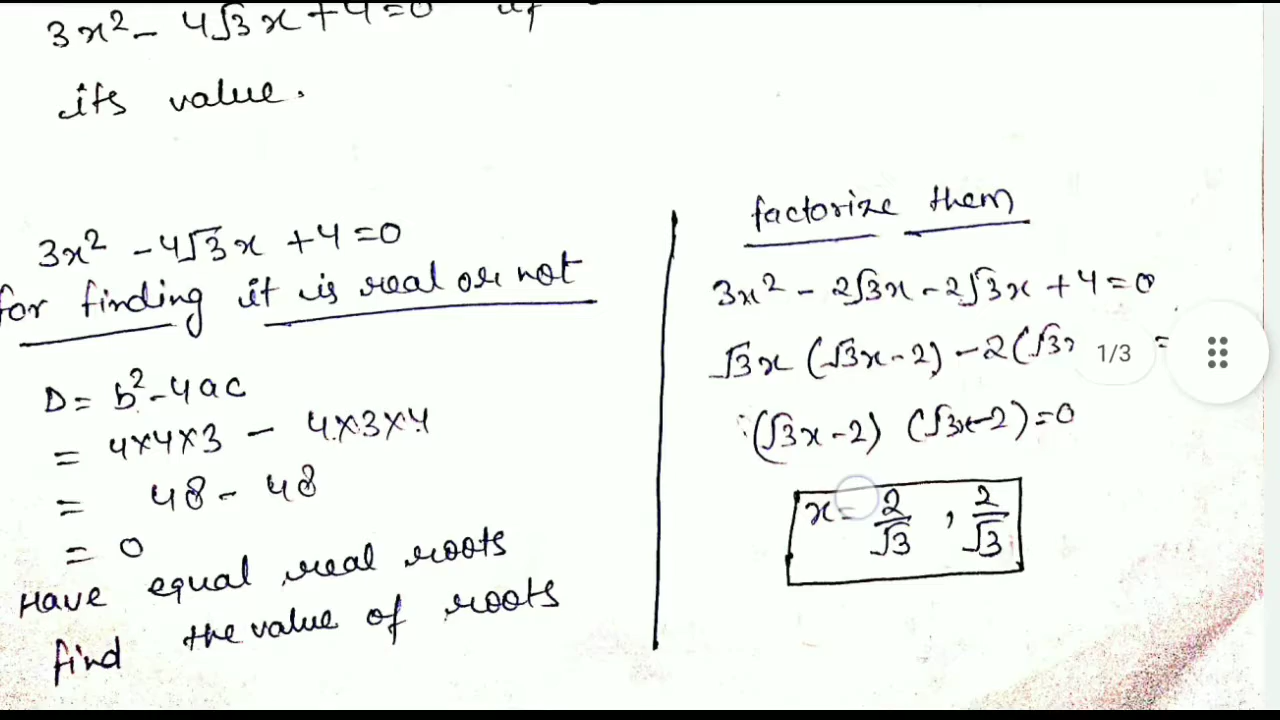 3x² - 4√3x + 4 = 0 if
its value.
3x² - 4√3x + 4 = 0
for finding it is real or not
D = b² - 4ac
= 4×4×3 - 4×3×4
= 48 - 48
= 0
Have equal real roots
find the value of roots
factorize them
3x² - 2√3x - 2√3x + 4 = 0
√3x (√3x - 2) - 2(√3x =
(√3x - 2) (√3x - 2) = 0
x = 2/√3 , 2/√3
1/3